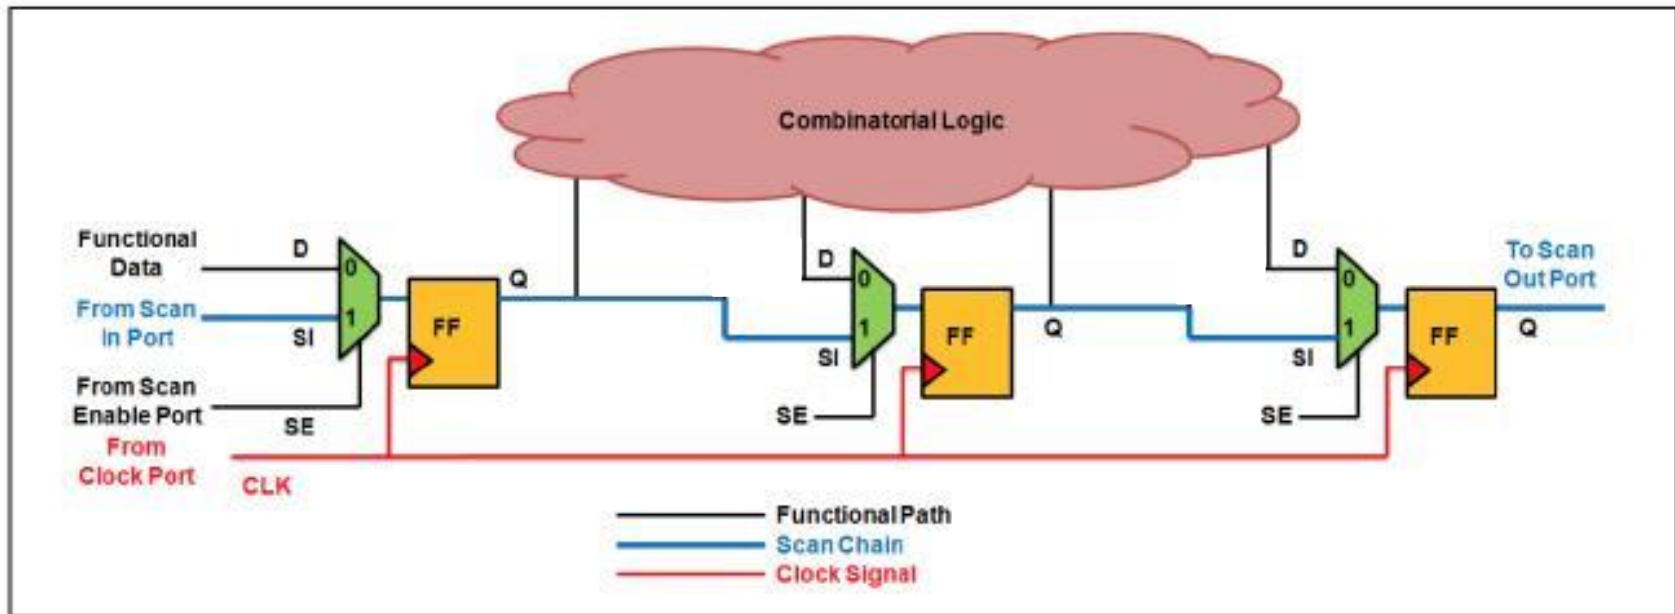 Combinatorial Logic
Functional
Data
D
0
From Scan
In Port
SI
1
From Scan
Enable Port
SE
From
Clock Port
CLK
FF
Q
D
0
1
SI
SE
FF
Q
D
0
1
SI
SE
FF
Q
To Scan
Out Port
Functional Path
Scan Chain
Clock Signal